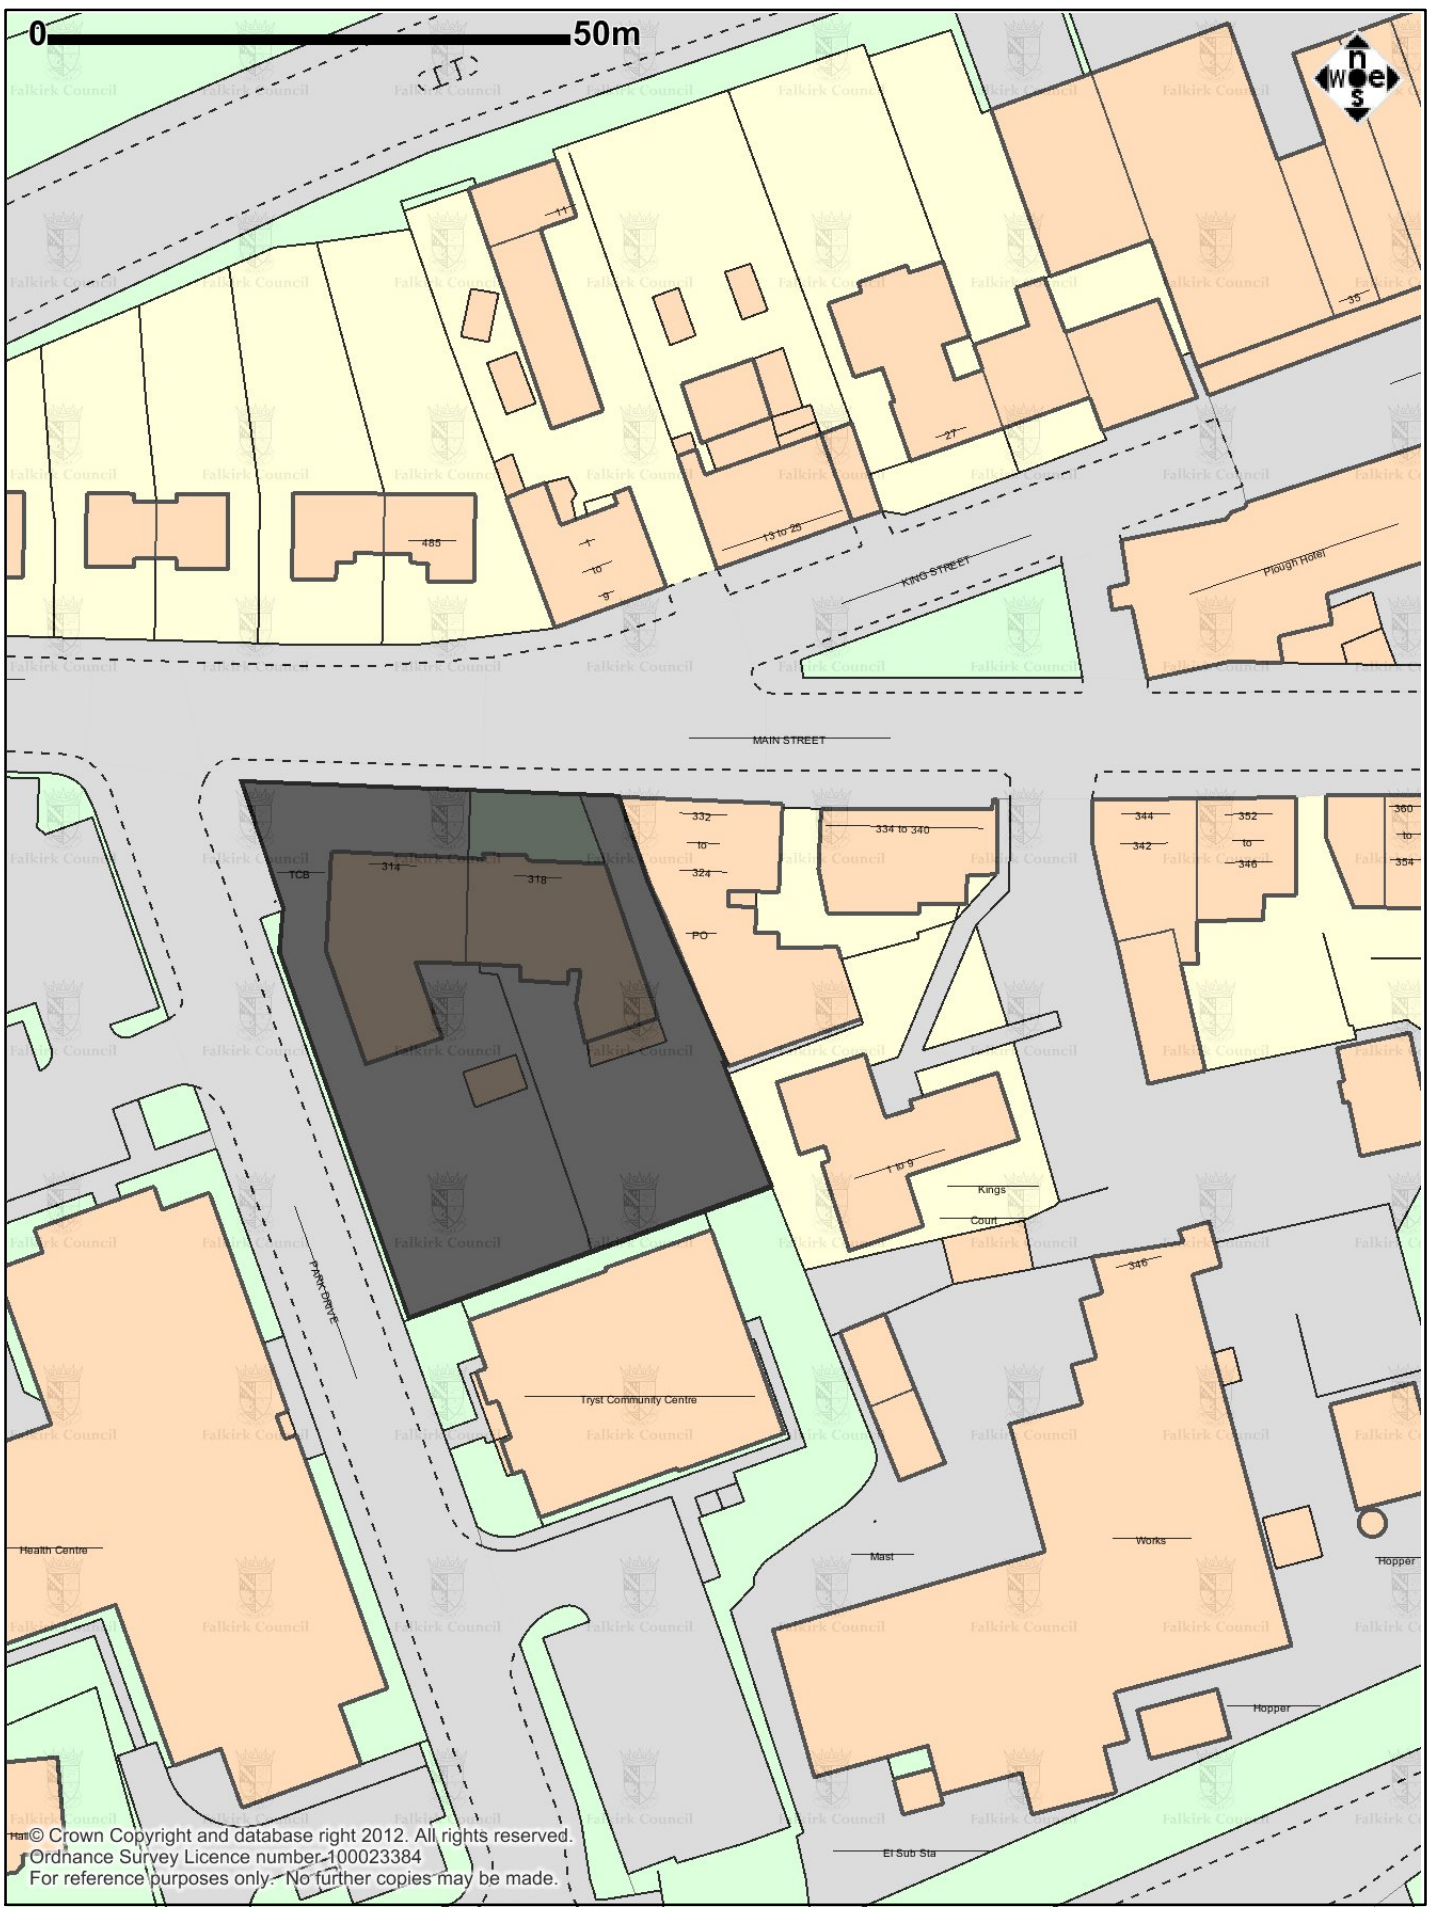 0 50m
n
w e
s
11
35
27
485
1
to
9
13 to 25
KING STREET
Plough Hotel
MAIN STREET
332
to
324
PO
334 to 340
344
342
352
to
346
360
to
354
TCB
314
318
1 to 9
Kings
Court
346
PARK DRIVE
Tryst Community Centre
Health Centre
Mast
Works
Hopper
Hopper
El Sub Sta
Hall
© Crown Copyright and database right 2012. All rights reserved.
Ordnance Survey Licence number 100023384
For reference purposes only. No further copies may be made.
Falkirk Council